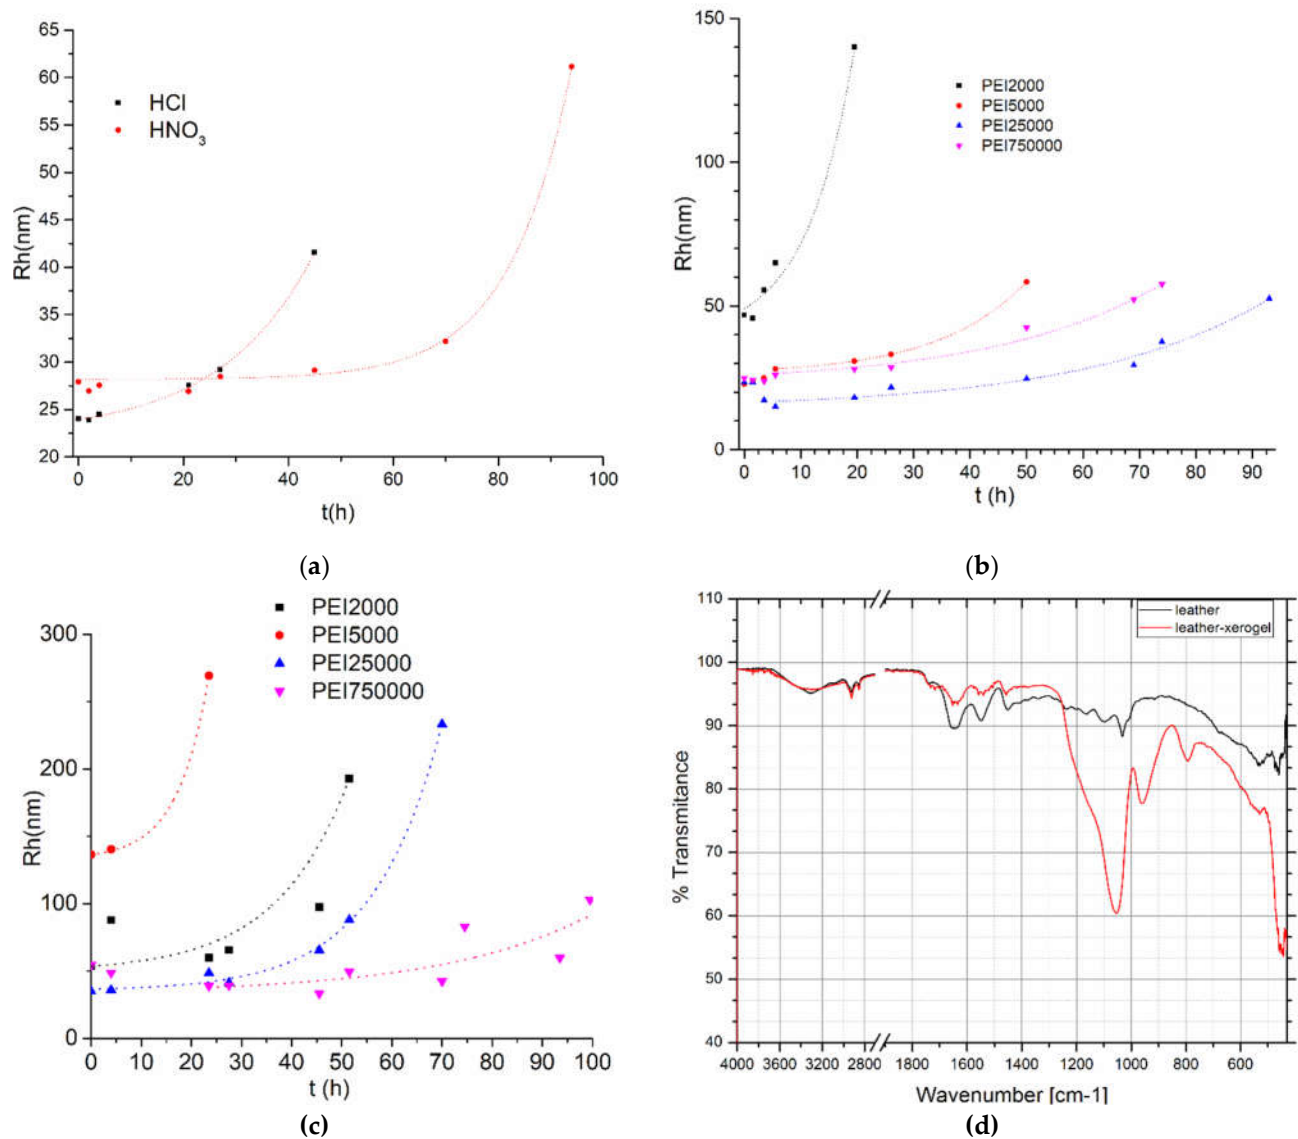 65
60
55
50
45
40
35
30
25
20
Rh(nm)
HCl
HNO3
0 20 40 60 80 100
t(h)
(a)
150
100
50
0
Rh(nm)
PEI2000
PEI5000
PEI25000
PEI750000
0 10 20 30 40 50 60 70 80 90
t (h)
(b)
PEI2000
PEI5000
PEI25000
PEI750000
300
200
100
0
Rh(nm)
0 10 20 30 40 50 60 70 80 90 100
t (h)
(c)
110
100
90
80
70
60
50
40
% Transmitance
leather
leather-xerogel
4000 3600 3200 2800 1800 1600 1400 1200 1000 800 600
Wavenumber [cm-1]
(d)